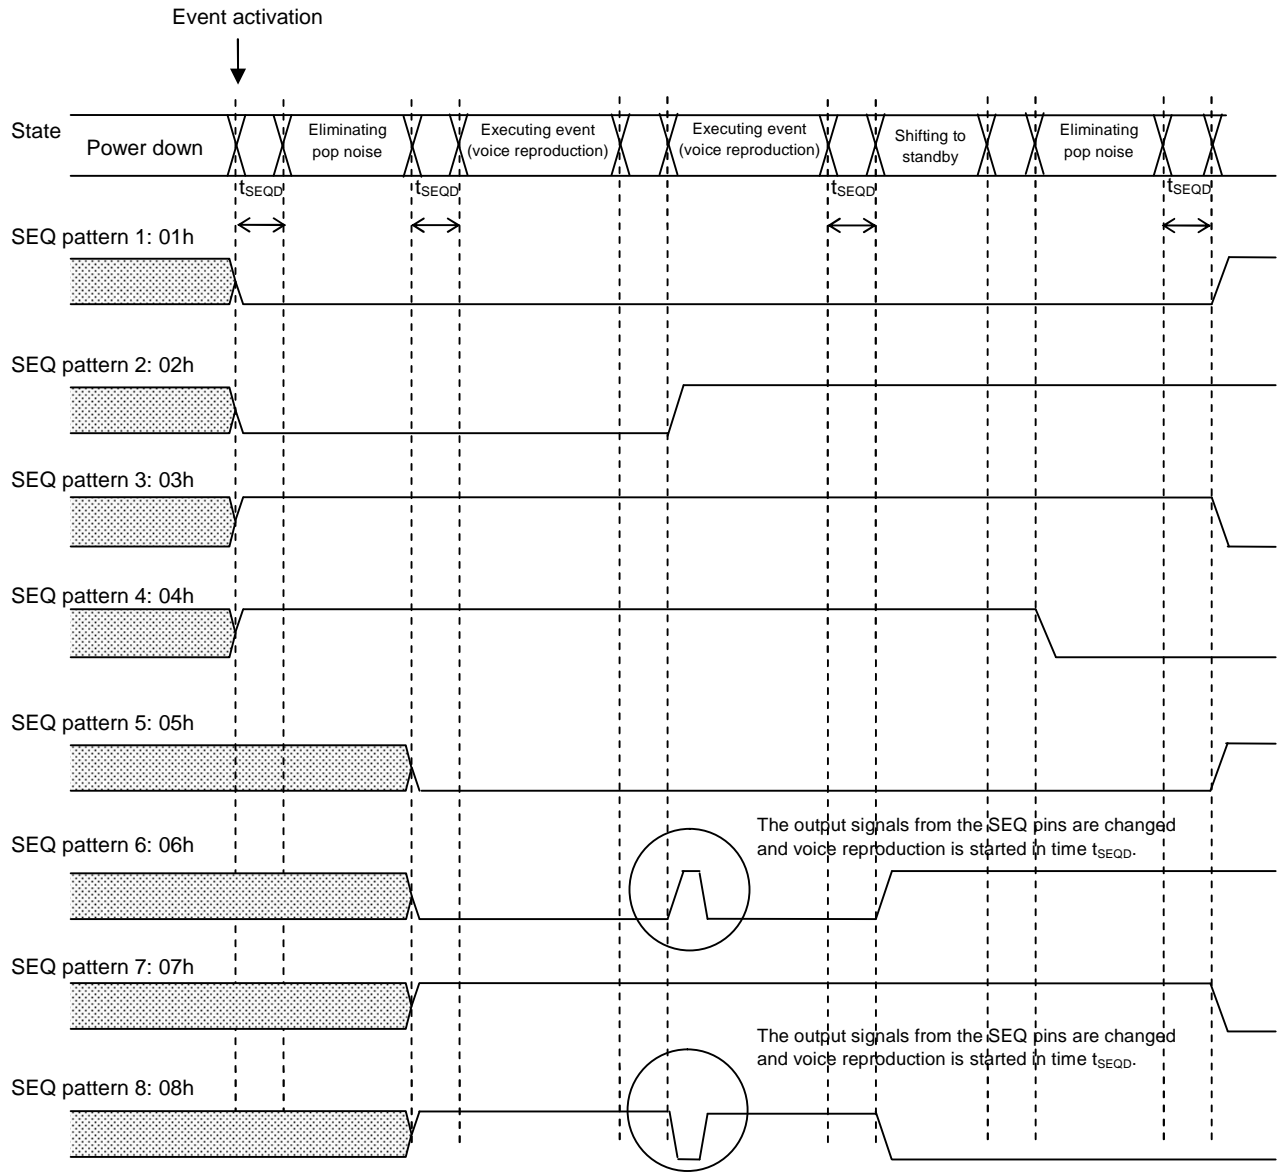 Event activation
State
Power down
Eliminating
pop noise
Executing event
(voice reproduction)
Executing event
(voice reproduction)
Shifting to
standby
Eliminating
pop noise
tSEQD
tSEQD
tSEQD
tSEQD
SEQ pattern 1: 01h
SEQ pattern 2: 02h
SEQ pattern 3: 03h
SEQ pattern 4: 04h
SEQ pattern 5: 05h
SEQ pattern 6: 06h
The output signals from the SEQ pins are changed
and voice reproduction is started in time tSEQD.
SEQ pattern 7: 07h
The output signals from the SEQ pins are changed
and voice reproduction is started in time tSEQD.
SEQ pattern 8: 08h